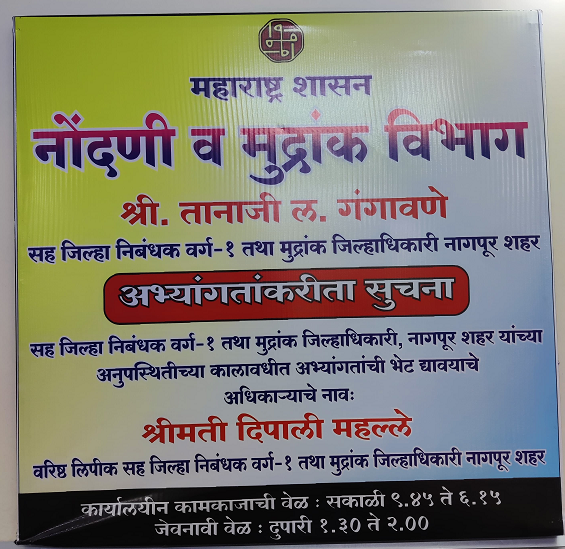 महाराष्ट्र शासन
नोंदणी व मुद्रांक विभाग
श्री. तानाजी ल. गंगावणे
सह जिल्हा निबंधक वर्ग-१ तथा मुद्रांक जिल्हाधिकारी नागपूर शहर
अभ्यांगतांकरीता सुचना
सह जिल्हा निबंधक वर्ग-१ तथा मुद्रांक जिल्हाधिकारी, नागपूर शहर यांच्या
अनुपस्थितीच्या कालावधीत अभ्यांगतांची भेट द्यावयाचे
अधिकाऱ्याचे नावः
श्रीमती दिपाली महल्ले
वरिष्ठ लिपीक सह जिल्हा निबंधक वर्ग-१ तथा मुद्रांक जिल्हाधिकारी नागपूर शहर
कार्यालयीन कामकाजाची वेळ : सकाळी ९.४५ ते ६.१५
जेवनावी वेळ : दुपारी १.३० ते २.००